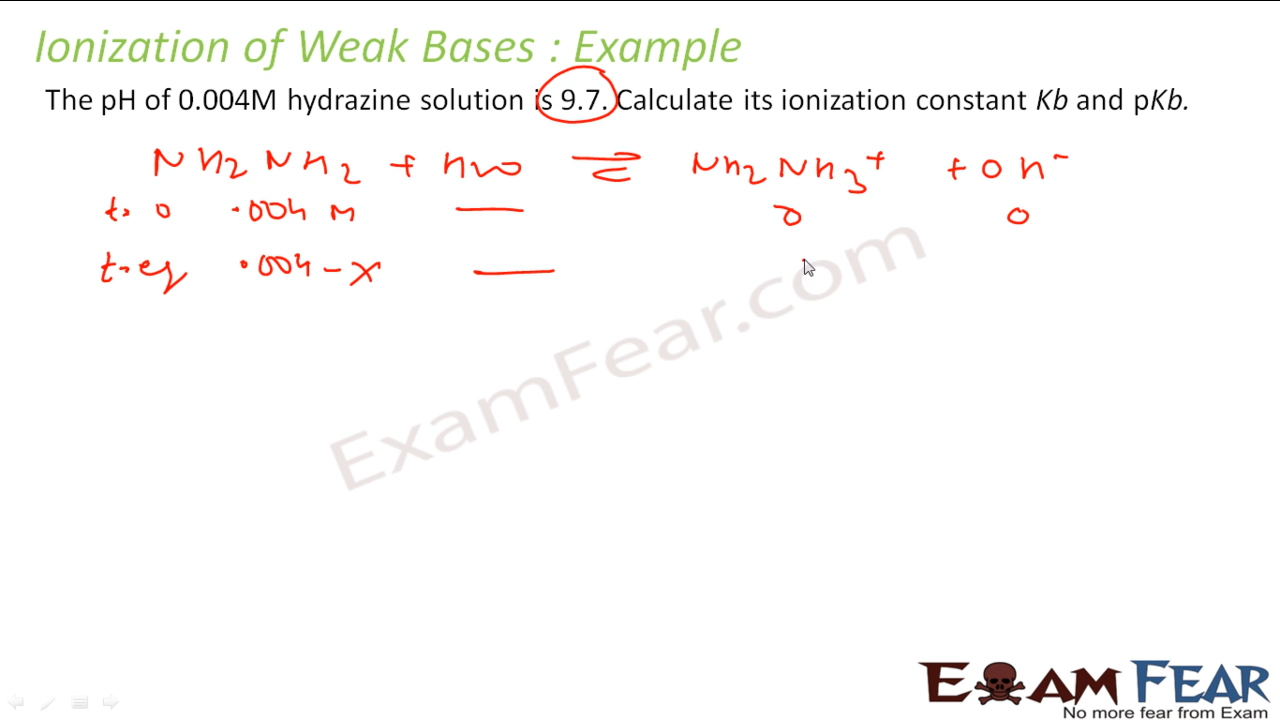 Ionization of Weak Bases : Example
The pH of 0.004M hydrazine solution is 9.7. Calculate its ionization constant Kb and pKb.
NH2NH2 + H2O ⇌ NH2NH3+ + OH-
t=0 .004 M — 0 0
t=eq .004-x —
ExamFear.com
EXAM FEAR
No more fear from Exam